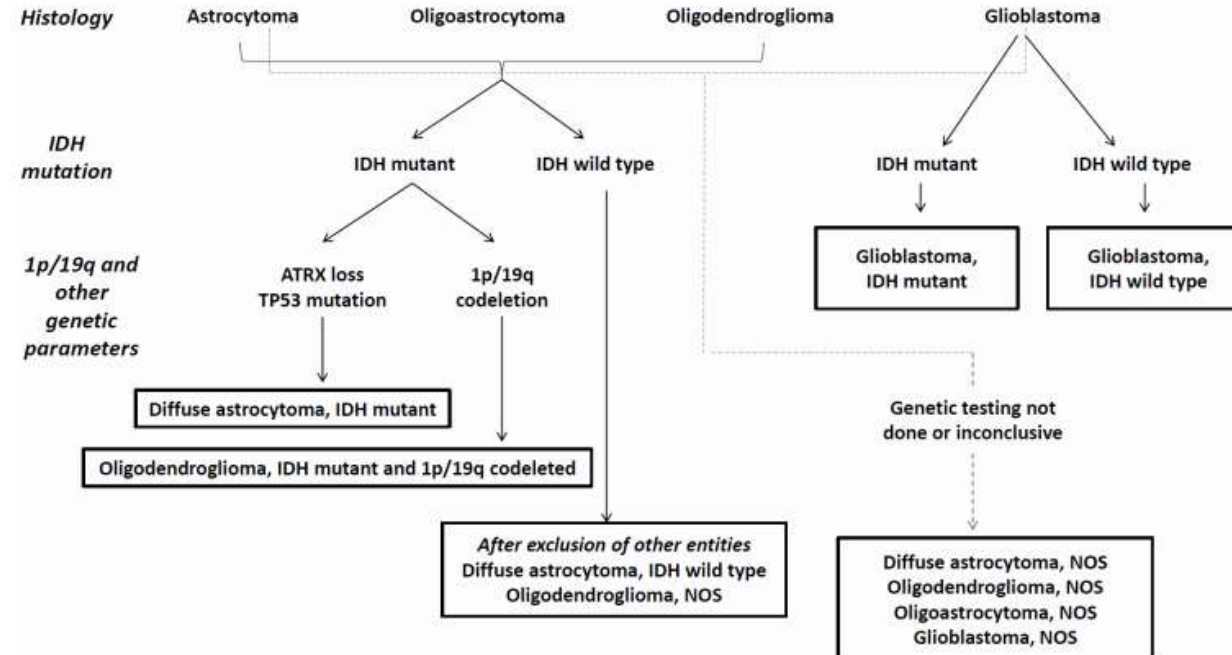 Histology
Astrocytoma
Oligoastrocytoma
Oligodendroglioma
Glioblastoma
IDH
mutation
IDH mutant
IDH wild type
IDH mutant
IDH wild type
1p/19q and
other
genetic
parameters
ATRX loss
TP53 mutation
1p/19q
codeletion
Glioblastoma,
IDH mutant
Glioblastoma,
IDH wild type
Diffuse astrocytoma, IDH mutant
Oligodendroglioma, IDH mutant and 1p/19q codeleted
Genetic testing not
done or inconclusive
After exclusion of other entities
Diffuse astrocytoma, IDH wild type
Oligodendroglioma, NOS
Diffuse astrocytoma, NOS
Oligodendroglioma, NOS
Oligoastrocytoma, NOS
Glioblastoma, NOS